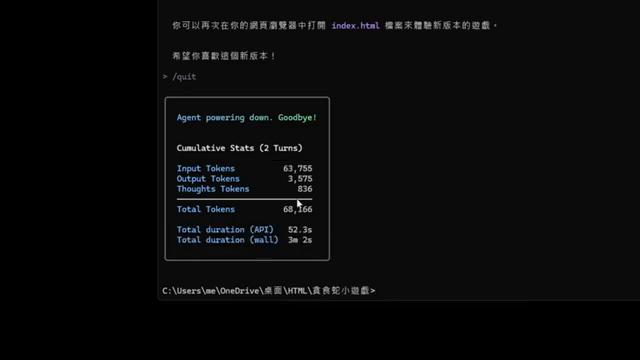 你可以再次在你的網頁瀏覽器中打開 index.html 檔案來體驗新版本的遊戲。
希望你喜歡這個新版本！
> /quit
Agent powering down. Goodbye!
Cumulative Stats (2 Turns)
Input Tokens 63,755
Output Tokens 3,575
Thoughts Tokens 836
Total Tokens 68,166
Total duration (API) 52.3s
Total duration (wall) 3m 2s
C:\Users\me\OneDrive\桌面\HTML\貪食蛇小遊戲>